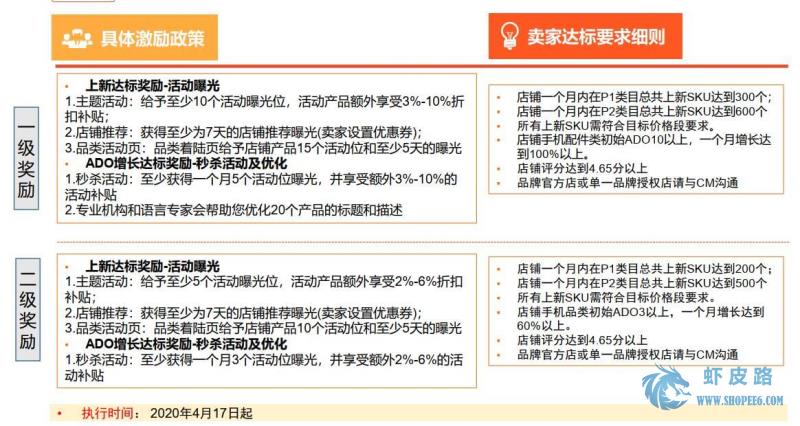 具体激励政策
卖家达标要求细则
一级奖励
上新达标奖励-活动曝光
1.主题活动：给予至少10个活动曝光位，活动产品额外享受3%-10%折
扣补贴;
2.店铺推荐：获得至少为7天的店铺推荐曝光(卖家设置优惠券);
3.品类活动页：品类着陆页给予店铺产品15个活动位和至少5天的曝光
ADO增长达标奖励-秒杀活动及优化
1.秒杀活动：至少获得一个月5个活动位曝光，并享受额外3%-10%的
活动补贴
2.专业机构和语言专家会帮助您优化20个产品的标题和描述
店铺一个月内在P1类目总共上新SKU达到300个；
店铺一个月内在P2类目总共上新SKU达到600个
所有上新SKU需符合目标价格段要求。
店铺手机配件类初始ADO10以上，一个月增长达
到100%以上。
店铺评分达到4.65分以上
品牌官方店或单一品牌授权店请与CM沟通
二级奖励
上新达标奖励-活动曝光
1.主题活动：给予至少5个活动曝光位，活动产品额外享受2%-6%折扣
补贴;
2.店铺推荐：获得至少为7天的店铺推荐曝光(卖家设置优惠券);
3.品类活动页：品类着陆页给予店铺产品10个活动位和至少5天的曝光
ADO增长达标奖励-秒杀活动及优化
1.秒杀活动：至少获得一个月3个活动位曝光，并享受额外2%-6%的活
动补贴
店铺一个月内在P1类目总共上新SKU达到200个；
店铺一个月内在P2类目总共上新SKU达到500个
所有上新SKU需符合目标价格段要求。
店铺手机品类初始ADO3以上，一个月增长达到
60%以上。
店铺评分达到4.65分以上
品牌官方店或单一品牌授权店请与CM沟通
虾皮路
WWW.SHOPEE6.COM
执行时间： 2020年4月17日起